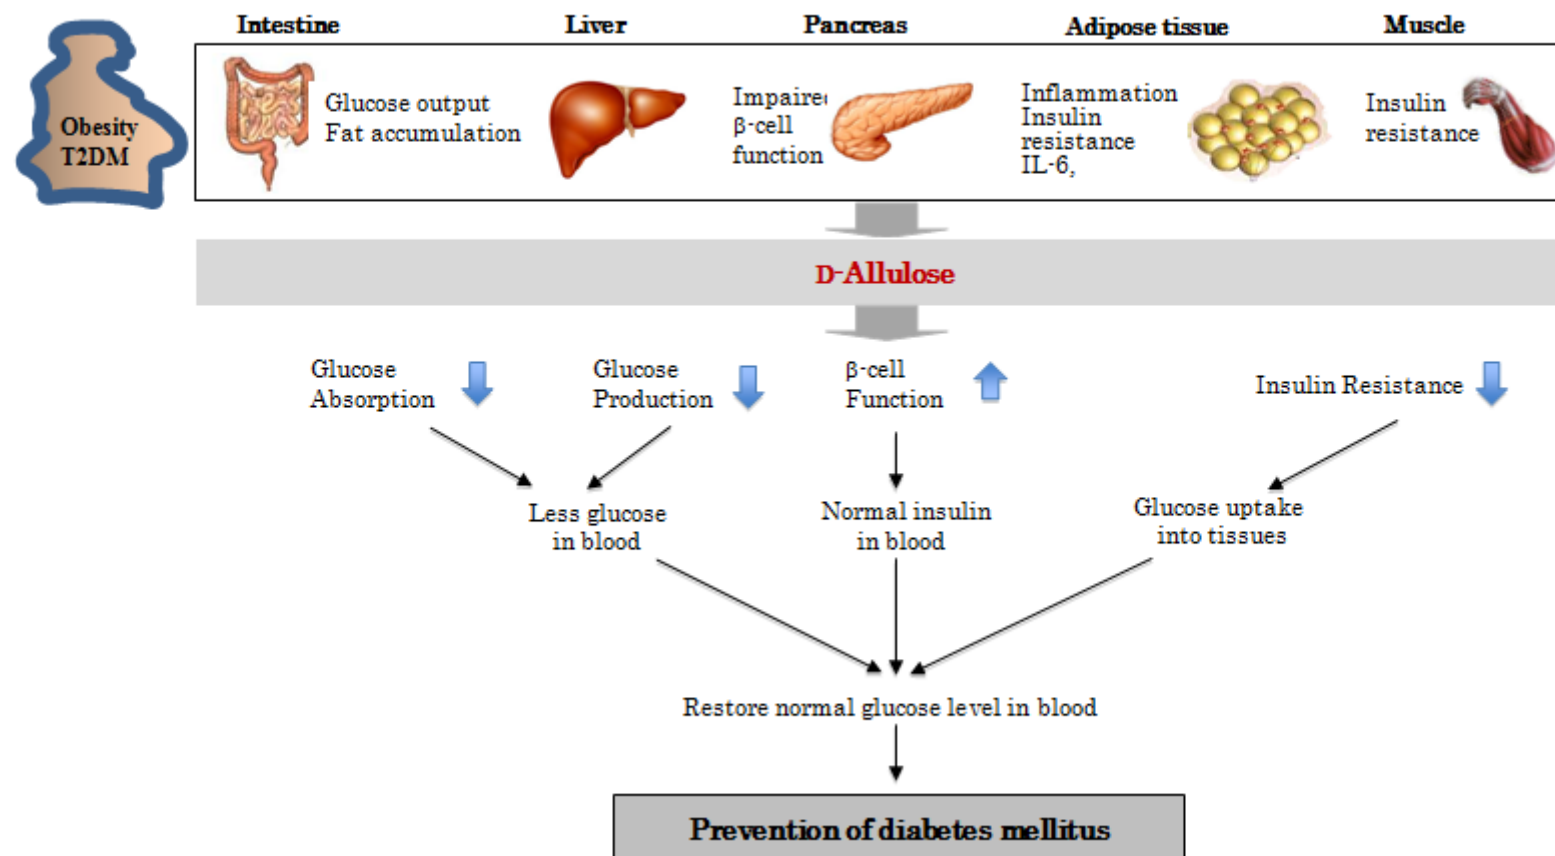 Intestine
Liver
Pancreas
Adipose tissue
Muscle
Obesity
T2DM
Glucose output
Fat accumulation
Impaired
β-cell
function
Inflammation
Insulin
resistance
IL-6,
Insulin
resistance
D-Allulose
Glucose
Absorption
Glucose
Production
β-cell
Function
Insulin Resistance
Less glucose
in blood
Normal insulin
in blood
Glucose uptake
into tissues
Restore normal glucose level in blood
Prevention of diabetes mellitus